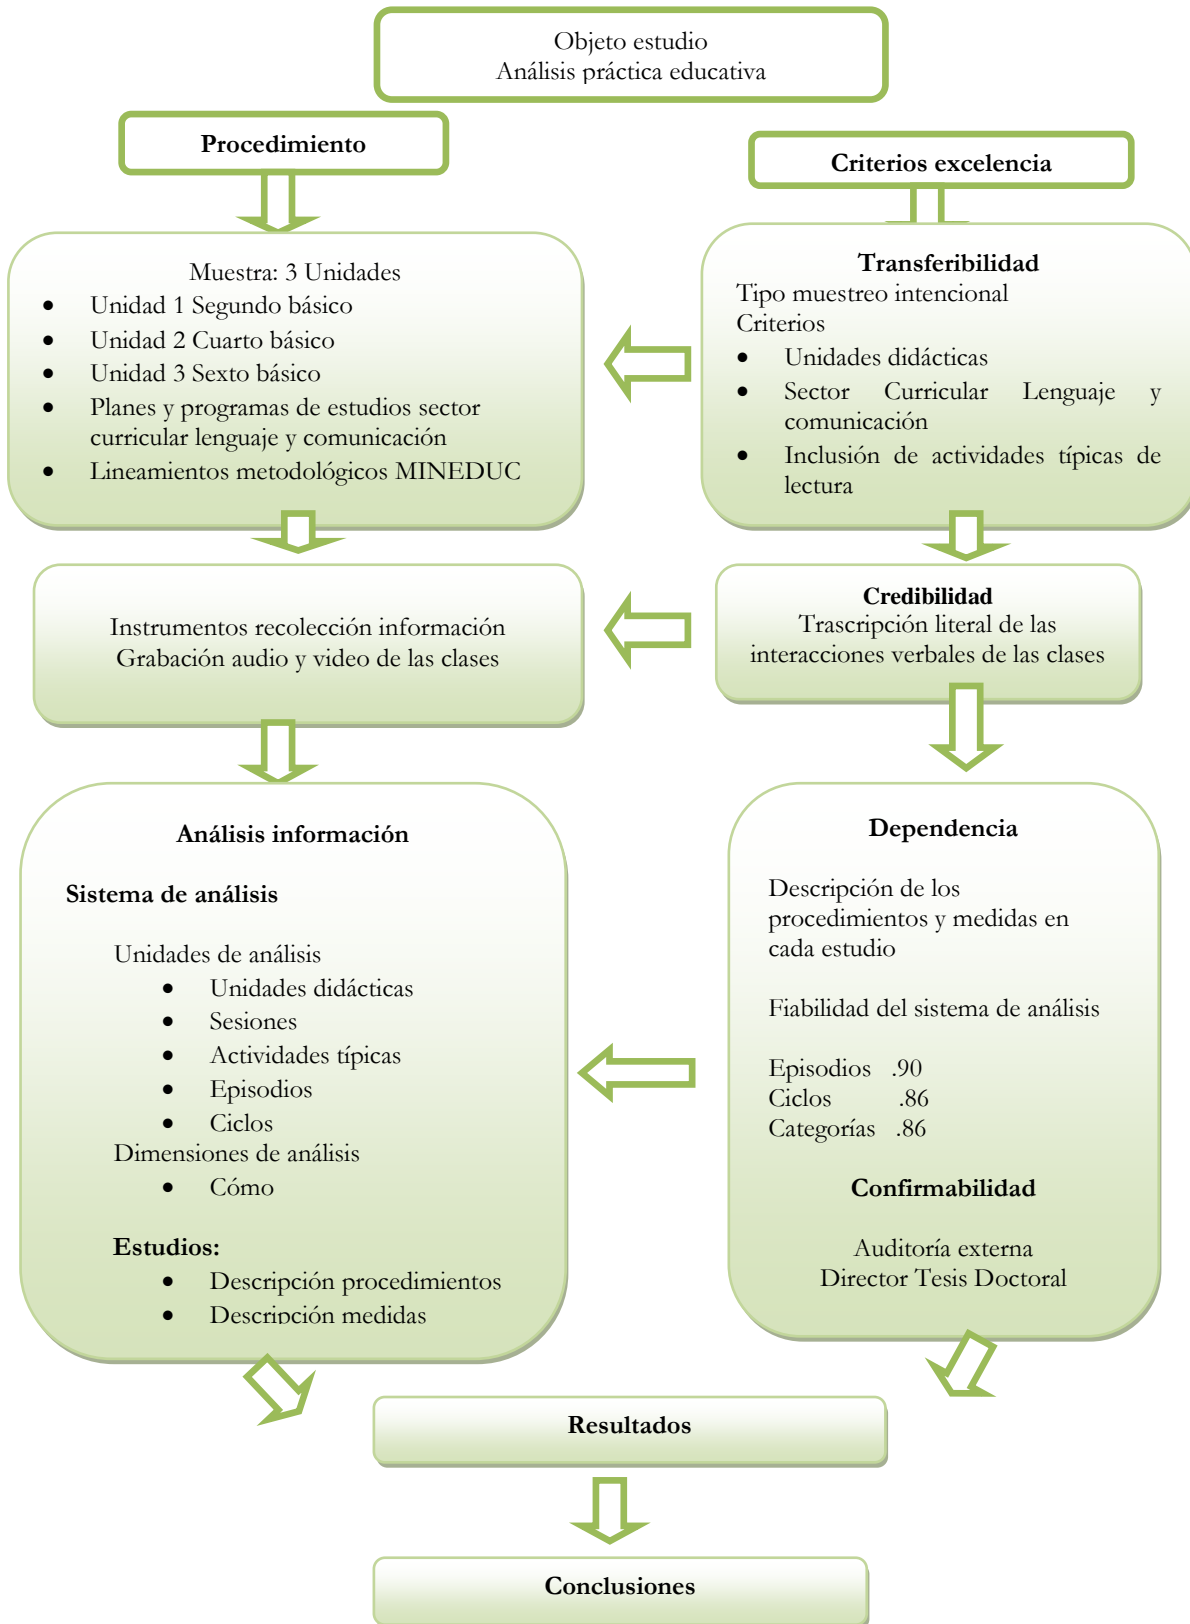 Objeto estudio
Análisis práctica educativa
Procedimiento
Criterios excelencia
Muestra: 3 Unidades
• Unidad 1 Segundo básico
• Unidad 2 Cuarto básico
• Unidad 3 Sexto básico
• Planes y programas de estudios sector
curricular lenguaje y comunicación
• Lineamientos metodológicos MINEDUC
Transferibilidad
Tipo muestreo intencional
Criterios
• Unidades didácticas
• Sector Curricular Lenguaje y
comunicación
• Inclusión de actividades típicas de
lectura
Instrumentos recolección información
Grabación audio y video de las clases
Credibilidad
Trascripción literal de las
interacciones verbales de las clases
Análisis información
Sistema de análisis
Unidades de análisis
• Unidades didácticas
• Sesiones
• Actividades típicas
• Episodios
• Ciclos
Dimensiones de análisis
• Cómo
Estudios:
• Descripción procedimientos
• Descripción medidas
Dependencia
Descripción de los
procedimientos y medidas en
cada estudio
Fiabilidad del sistema de análisis
Episodios .90
Ciclos .86
Categorías .86
Confirmabilidad
Auditoría externa
Director Tesis Doctoral
Resultados
Conclusiones